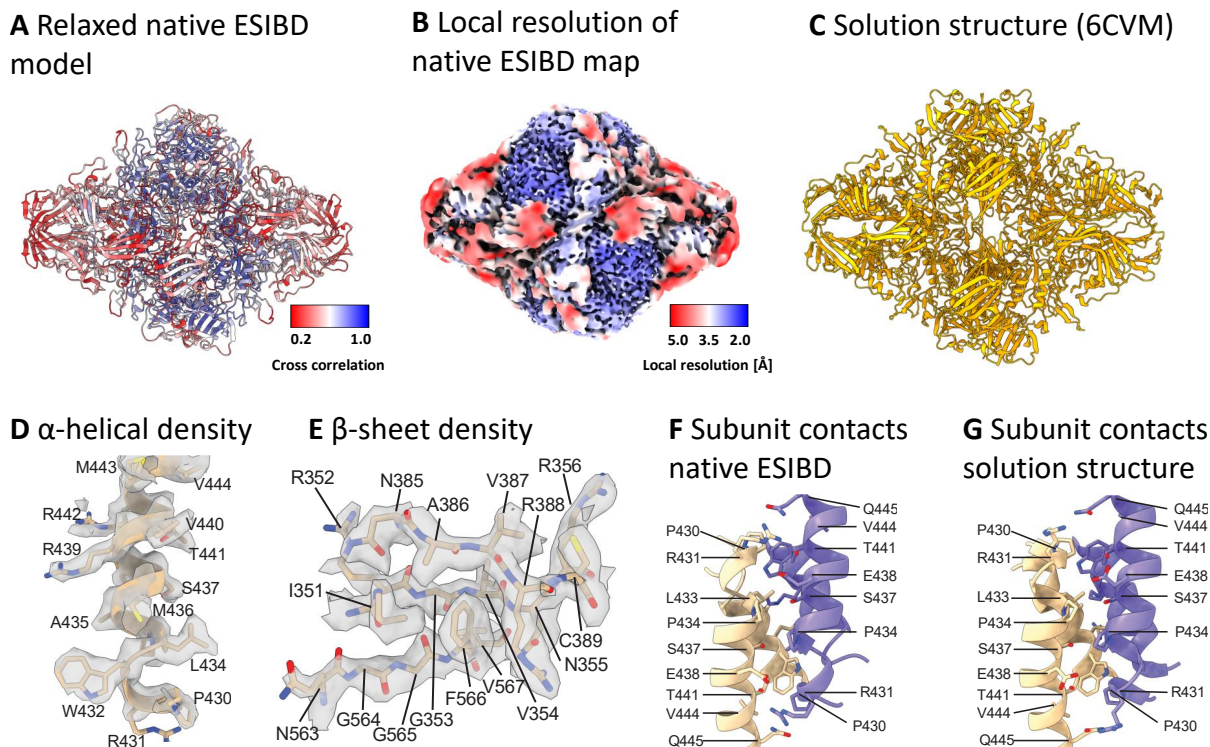 A Relaxed native ESIBD
model
B Local resolution of
native ESIBD map
C Solution structure (6CVM)
0.2 1.0
Cross correlation
5.0 3.5 2.0
Local resolution [Å]
D α-helical density
M443
V444
R442
V440
R439
T441
S437
M436
A435
L434
W432
P430
R431
E β-sheet density
R352
N385
A386
V387
R356
R388
I351
C389
N355
V354
N563
G564
G565
G353
F566
V567
F Subunit contacts
native ESIBD
Q445
V444
P430
T441
R431
E438
L433
S437
P434
P434
S437
E438
T441
R431
V444
P430
Q445
G Subunit contacts
solution structure
Q445
V444
P430
T441
R431
E438
L433
S437
P434
P434
S437
E438
T441
R431
V444
P430
Q445